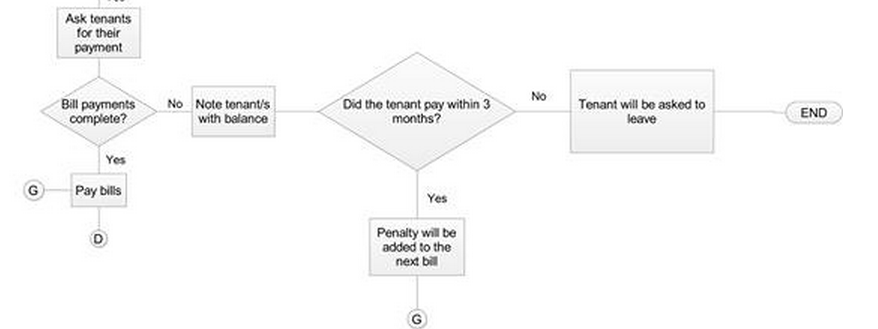 Ask tenants
for their
payment
Bill payments
complete?
No
Note tenant/s
with balance
Did the tenant pay within 3
months?
No
Tenant will be asked to
leave
END
Yes
G
Pay bills
D
Yes
Penalty will be
added to the
next bill
G